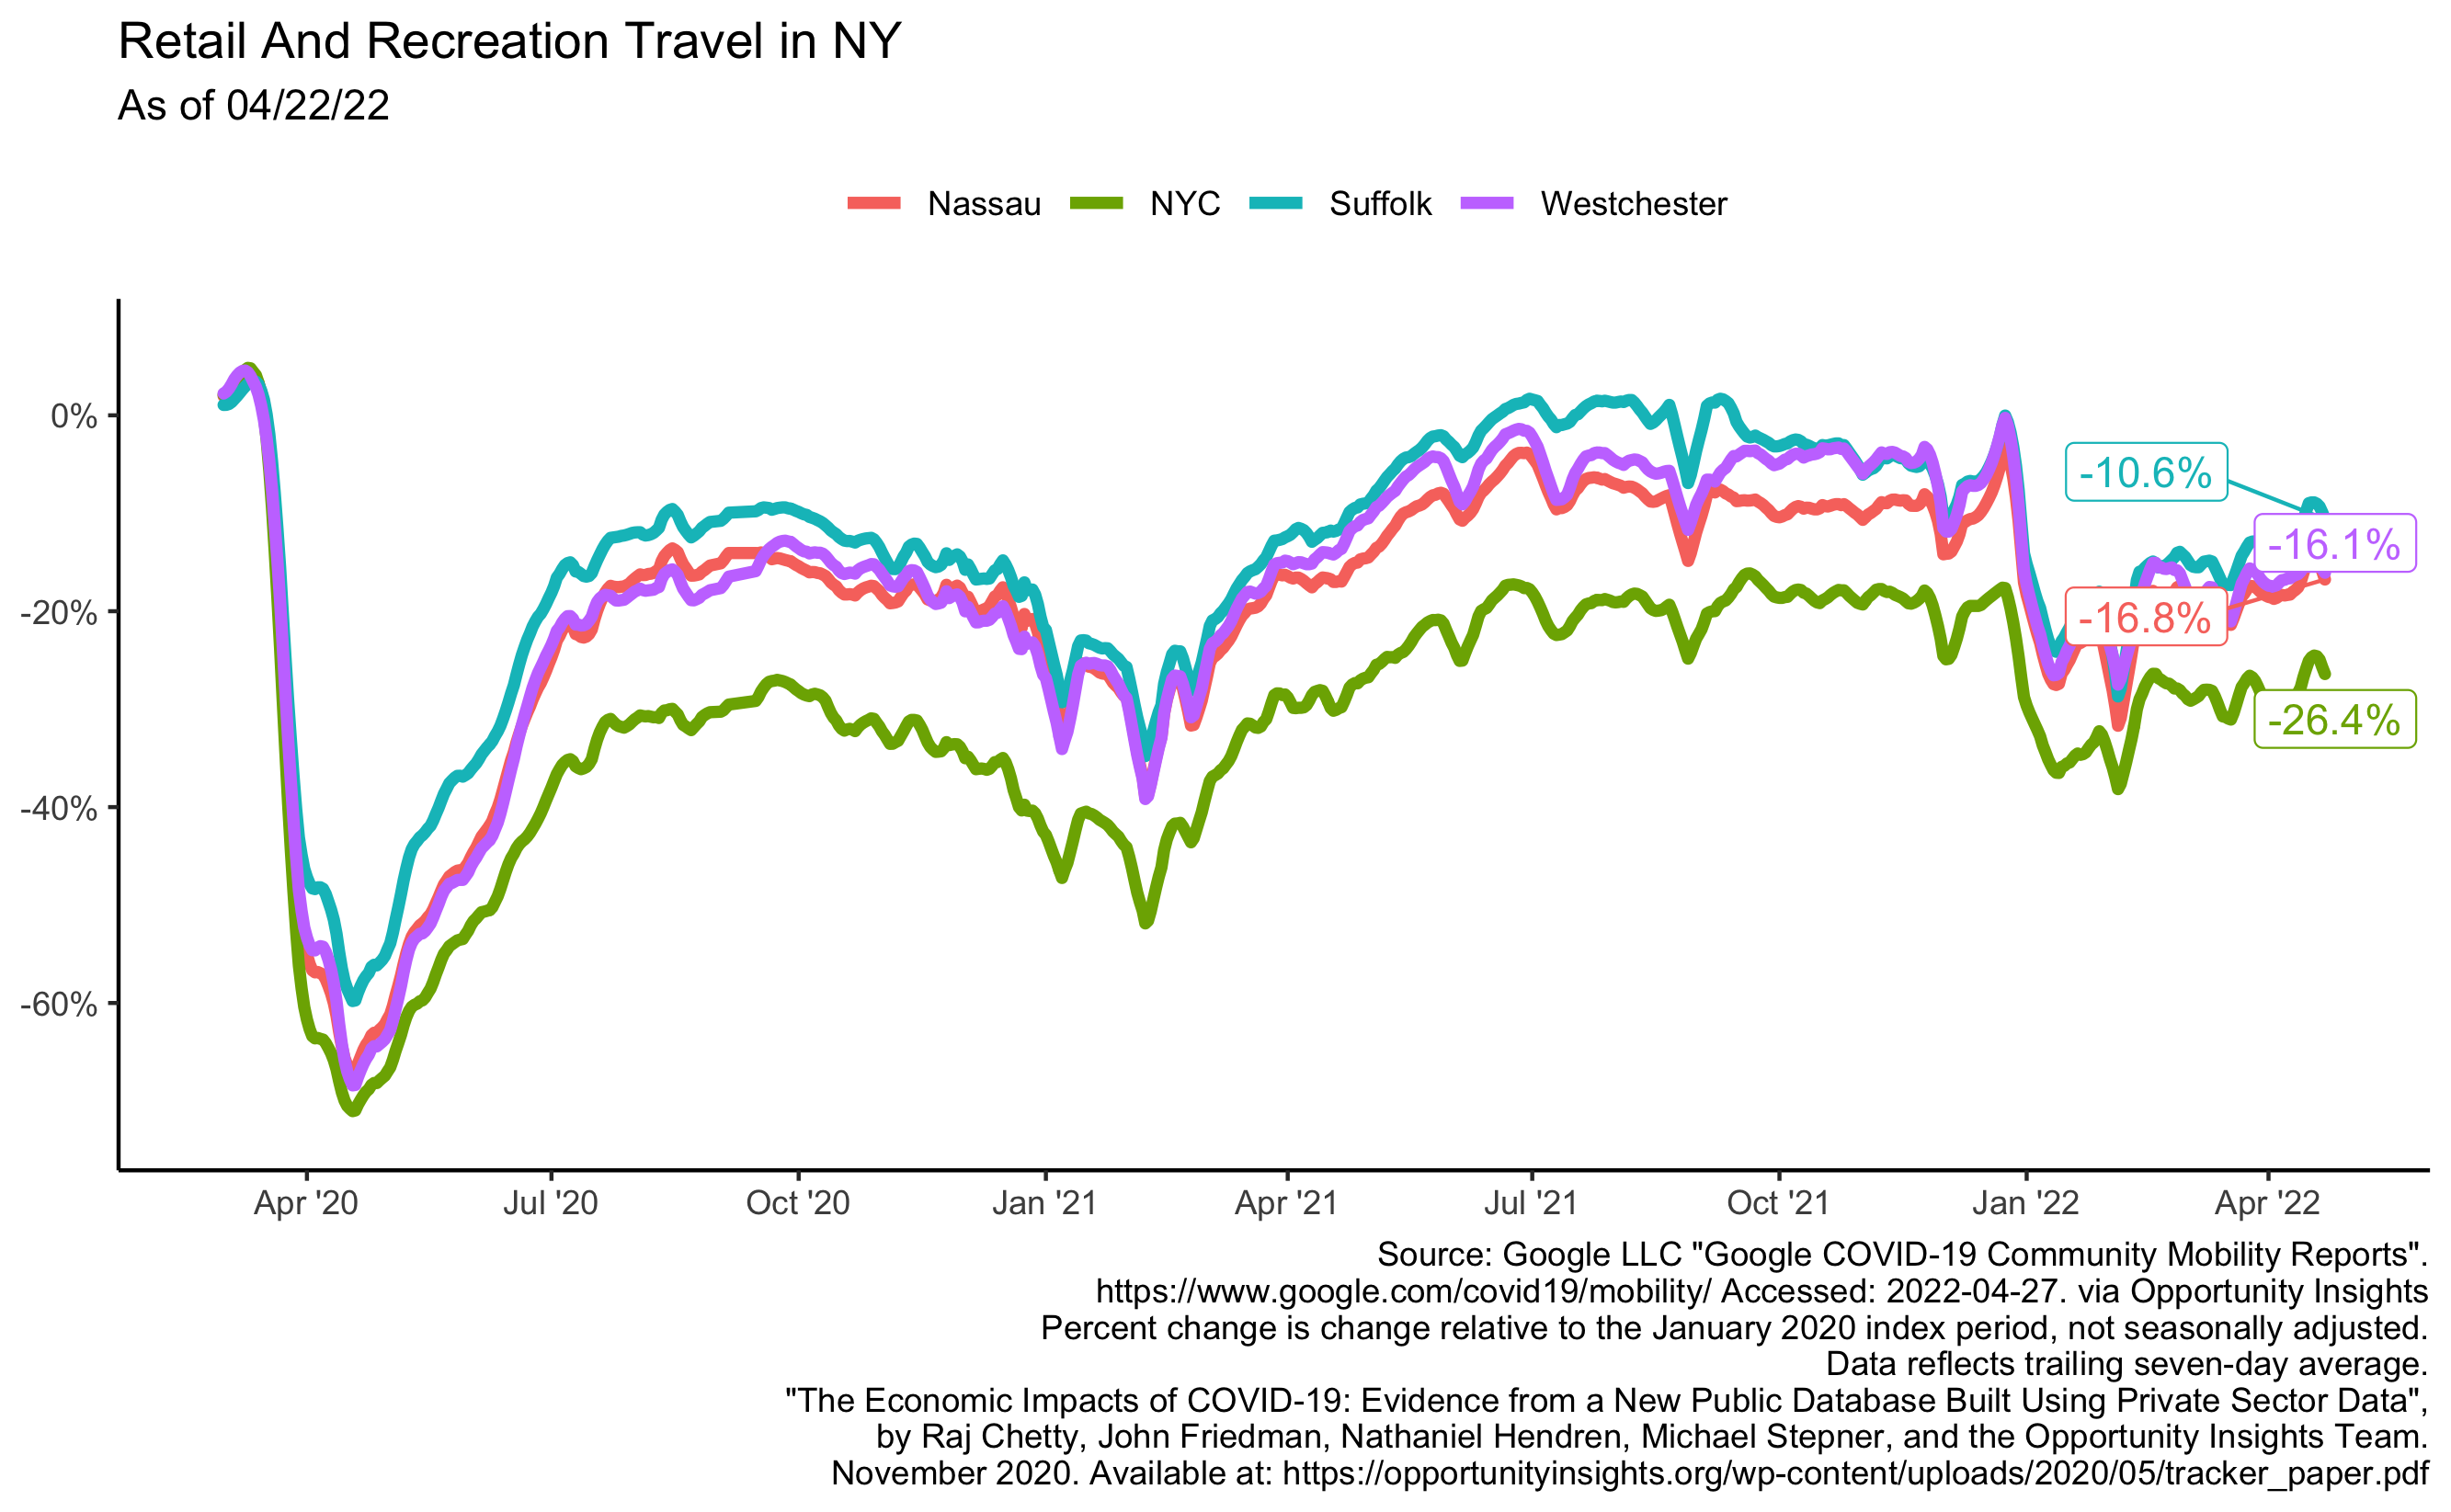 Retail And Recreation Travel in NY
As of 04/22/22
Nassau NYC Suffolk Westchester
0%
-20%
-40%
-60%
-10.6%
-16.1%
-16.8%
-26.4%
Apr '20 Jul '20 Oct '20 Jan '21 Apr '21 Jul '21 Oct '21 Jan '22 Apr '22
Source: Google LLC "Google COVID-19 Community Mobility Reports".
https://www.google.com/covid19/mobility/ Accessed: 2022-04-27. via Opportunity Insights
Percent change is change relative to the January 2020 index period, not seasonally adjusted.
Data reflects trailing seven-day average.
"The Economic Impacts of COVID-19: Evidence from a New Public Database Built Using Private Sector Data",
by Raj Chetty, John Friedman, Nathaniel Hendren, Michael Stepner, and the Opportunity Insights Team.
November 2020. Available at: https://opportunityinsights.org/wp-content/uploads/2020/05/tracker_paper.pdf